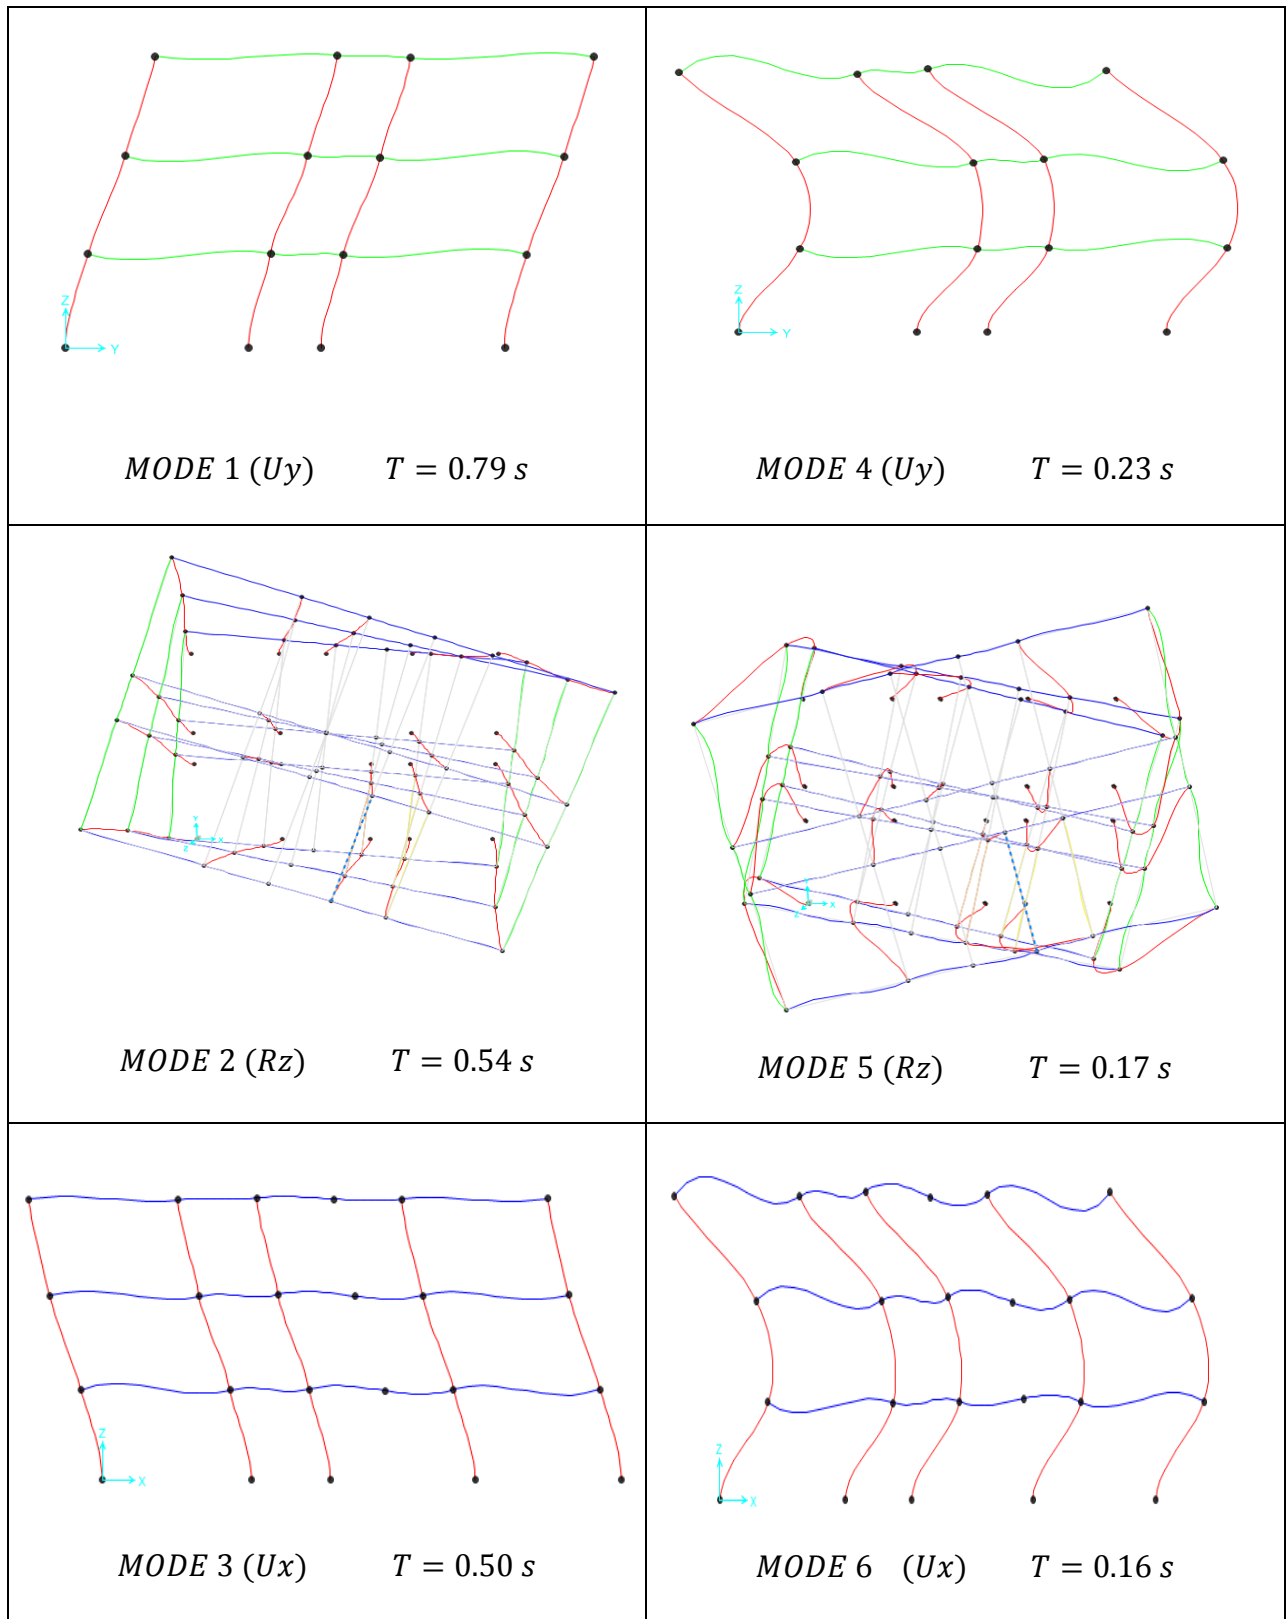 Z
Y
MODE 1 (Uy) T = 0.79 s
Z
Y
MODE 4 (Uy) T = 0.23 s
Y
Z
X
MODE 2 (Rz) T = 0.54 s
Y
Z
X
MODE 5 (Rz) T = 0.17 s
Z
X
MODE 3 (Ux) T = 0.50 s
Z
X
MODE 6 (Ux) T = 0.16 s